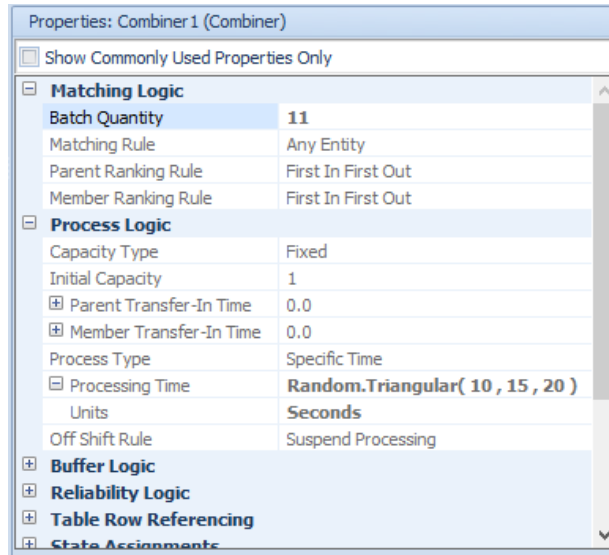 Properties: Combiner1 (Combiner)
Show Commonly Used Properties Only
Matching Logic
Batch Quantity 11
Matching Rule Any Entity
Parent Ranking Rule First In First Out
Member Ranking Rule First In First Out
Process Logic
Capacity Type Fixed
Initial Capacity 1
Parent Transfer-In Time 0.0
Member Transfer-In Time 0.0
Process Type Specific Time
Processing Time Random.Triangular( 10 , 15 , 20 )
Units Seconds
Off Shift Rule Suspend Processing
Buffer Logic
Reliability Logic
Table Row Referencing
State Assignments